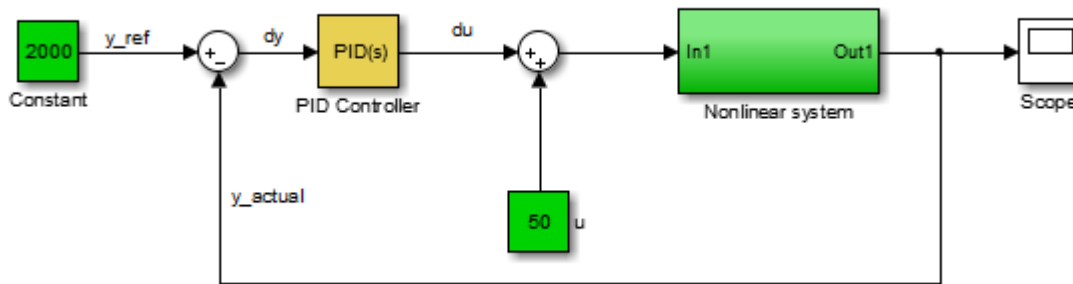 y_ref
dy
du
2000
PID(s)
In1
Out1
Constant
PID Controller
Nonlinear system
Scope
y_actual
50
u